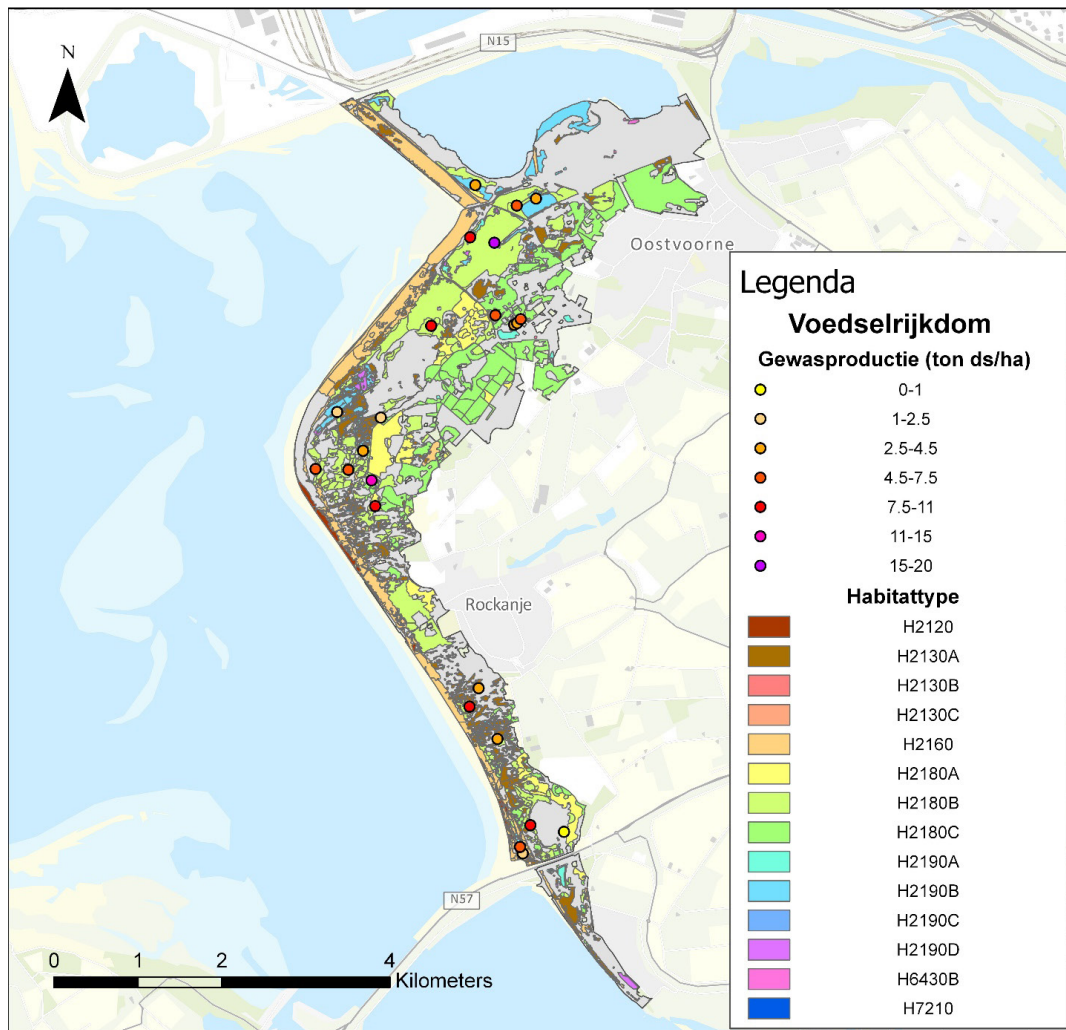 N
N15
Oostvoorne
Rockanje
N57
0 1 2 4
Kilometers
Legenda
Voedselrijkdom
Gewasproductie (ton ds/ha)
0-1
1-2.5
2.5-4.5
4.5-7.5
7.5-11
11-15
15-20
Habitattype
H2120
H2130A
H2130B
H2130C
H2160
H2180A
H2180B
H2180C
H2190A
H2190B
H2190C
H2190D
H6430B
H7210